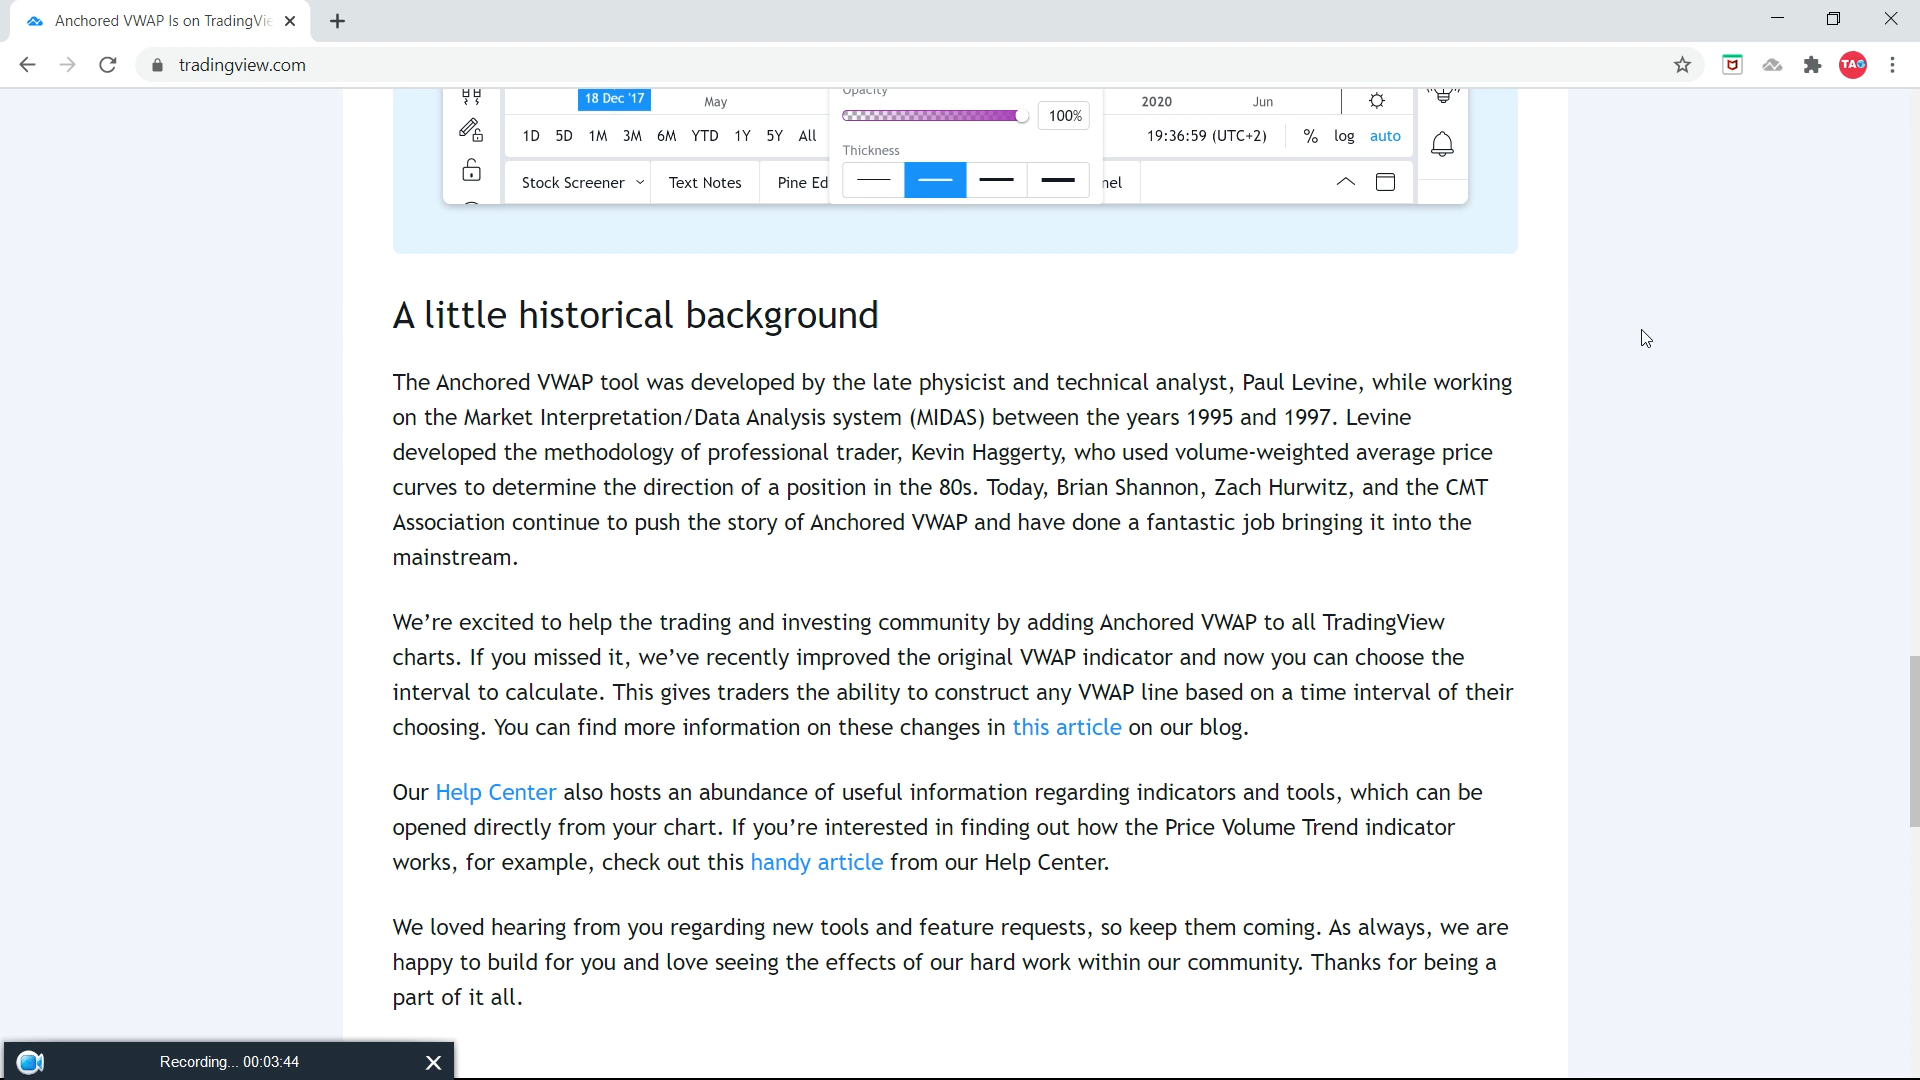 Anchored VWAP Is on TradingVie
tradingview.com
TAG
18 Dec '17
May
Opacity
100%
2020
Jun
1D 5D 1M 3M 6M YTD 1Y 5Y All
19:36:59 (UTC+2) % log auto
Thickness
Stock Screener Text Notes Pine Ed
nel
A little historical background
The Anchored VWAP tool was developed by the late physicist and technical analyst, Paul Levine, while working
on the Market Interpretation/Data Analysis system (MIDAS) between the years 1995 and 1997. Levine
developed the methodology of professional trader, Kevin Haggerty, who used volume-weighted average price
curves to determine the direction of a position in the 80s. Today, Brian Shannon, Zach Hurwitz, and the CMT
Association continue to push the story of Anchored VWAP and have done a fantastic job bringing it into the
mainstream.
We’re excited to help the trading and investing community by adding Anchored VWAP to all TradingView
charts. If you missed it, we’ve recently improved the original VWAP indicator and now you can choose the
interval to calculate. This gives traders the ability to construct any VWAP line based on a time interval of their
choosing. You can find more information on these changes in this article on our blog.
Our Help Center also hosts an abundance of useful information regarding indicators and tools, which can be
opened directly from your chart. If you’re interested in finding out how the Price Volume Trend indicator
works, for example, check out this handy article from our Help Center.
We loved hearing from you regarding new tools and feature requests, so keep them coming. As always, we are
happy to build for you and love seeing the effects of our hard work within our community. Thanks for being a
part of it all.
Recording... 00:03:44